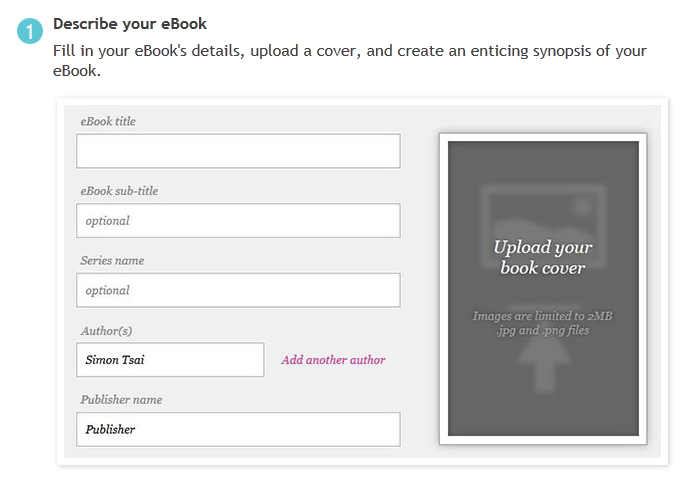 1
Describe your eBook
Fill in your eBook's details, upload a cover, and create an enticing synopsis of your
eBook.
eBook title
eBook sub-title
optional
Series name
optional
Author(s)
Simon Tsai
Add another author
Publisher name
Publisher
Upload your
book cover
Images are limited to 2MB
.jpg and .png files